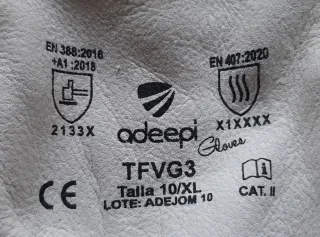 EN 388:2016
+A1:2018
2133X
adeepi
Gloves
EN 407:2020
X1XXXX
TFVG3
Talla 10/XL
LOTE: ADEJOM 10
CE
i
CAT. II